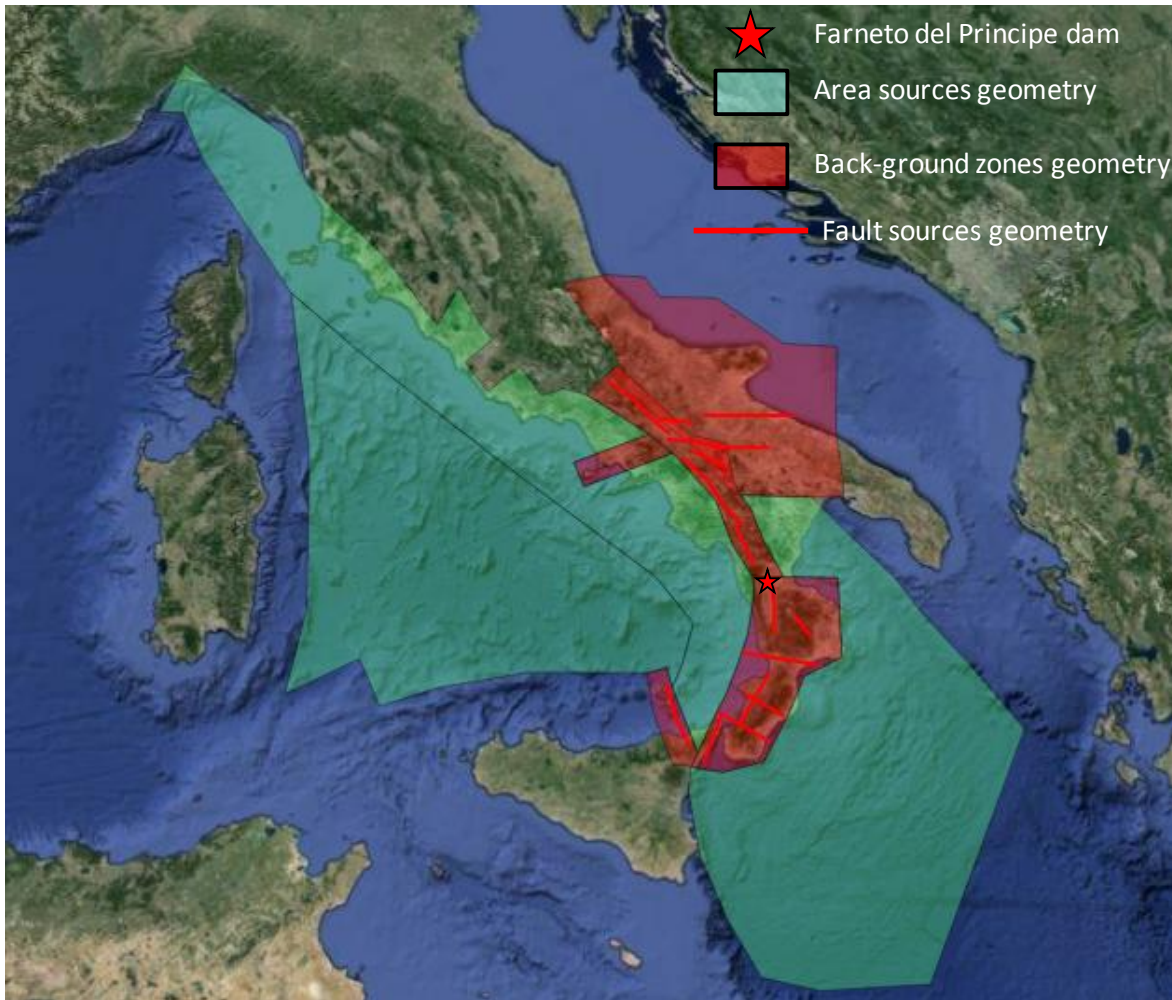 Farneto del Principe dam
Area sources geometry
Back-ground zones geometry
Fault sources geometry